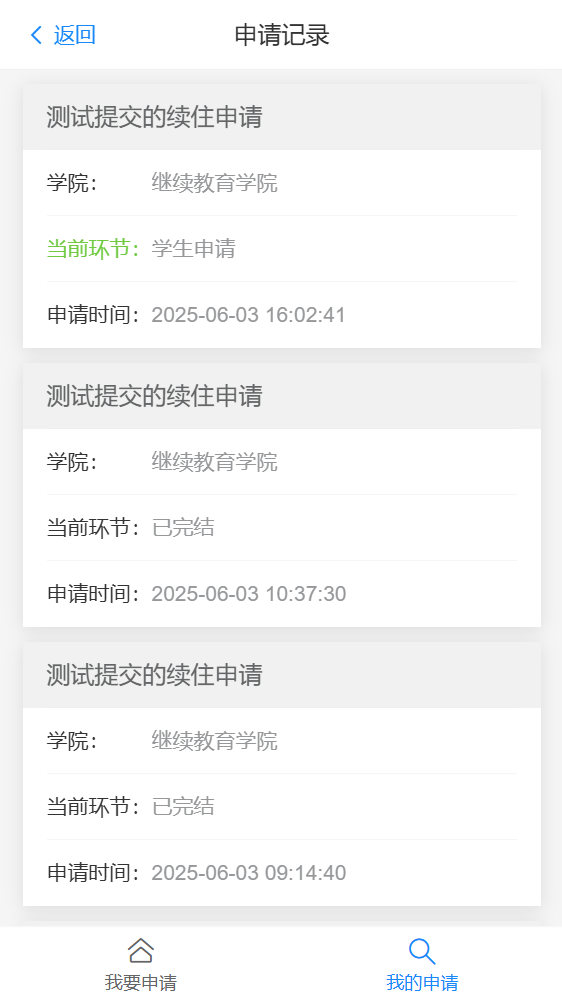 返回
申请记录
测试提交的续住申请
学院： 继续教育学院
当前环节： 学生申请
申请时间： 2025-06-03 16:02:41
测试提交的续住申请
学院： 继续教育学院
当前环节： 已完结
申请时间： 2025-06-03 10:37:30
测试提交的续住申请
学院： 继续教育学院
当前环节： 已完结
申请时间： 2025-06-03 09:14:40
我要申请
我的申请